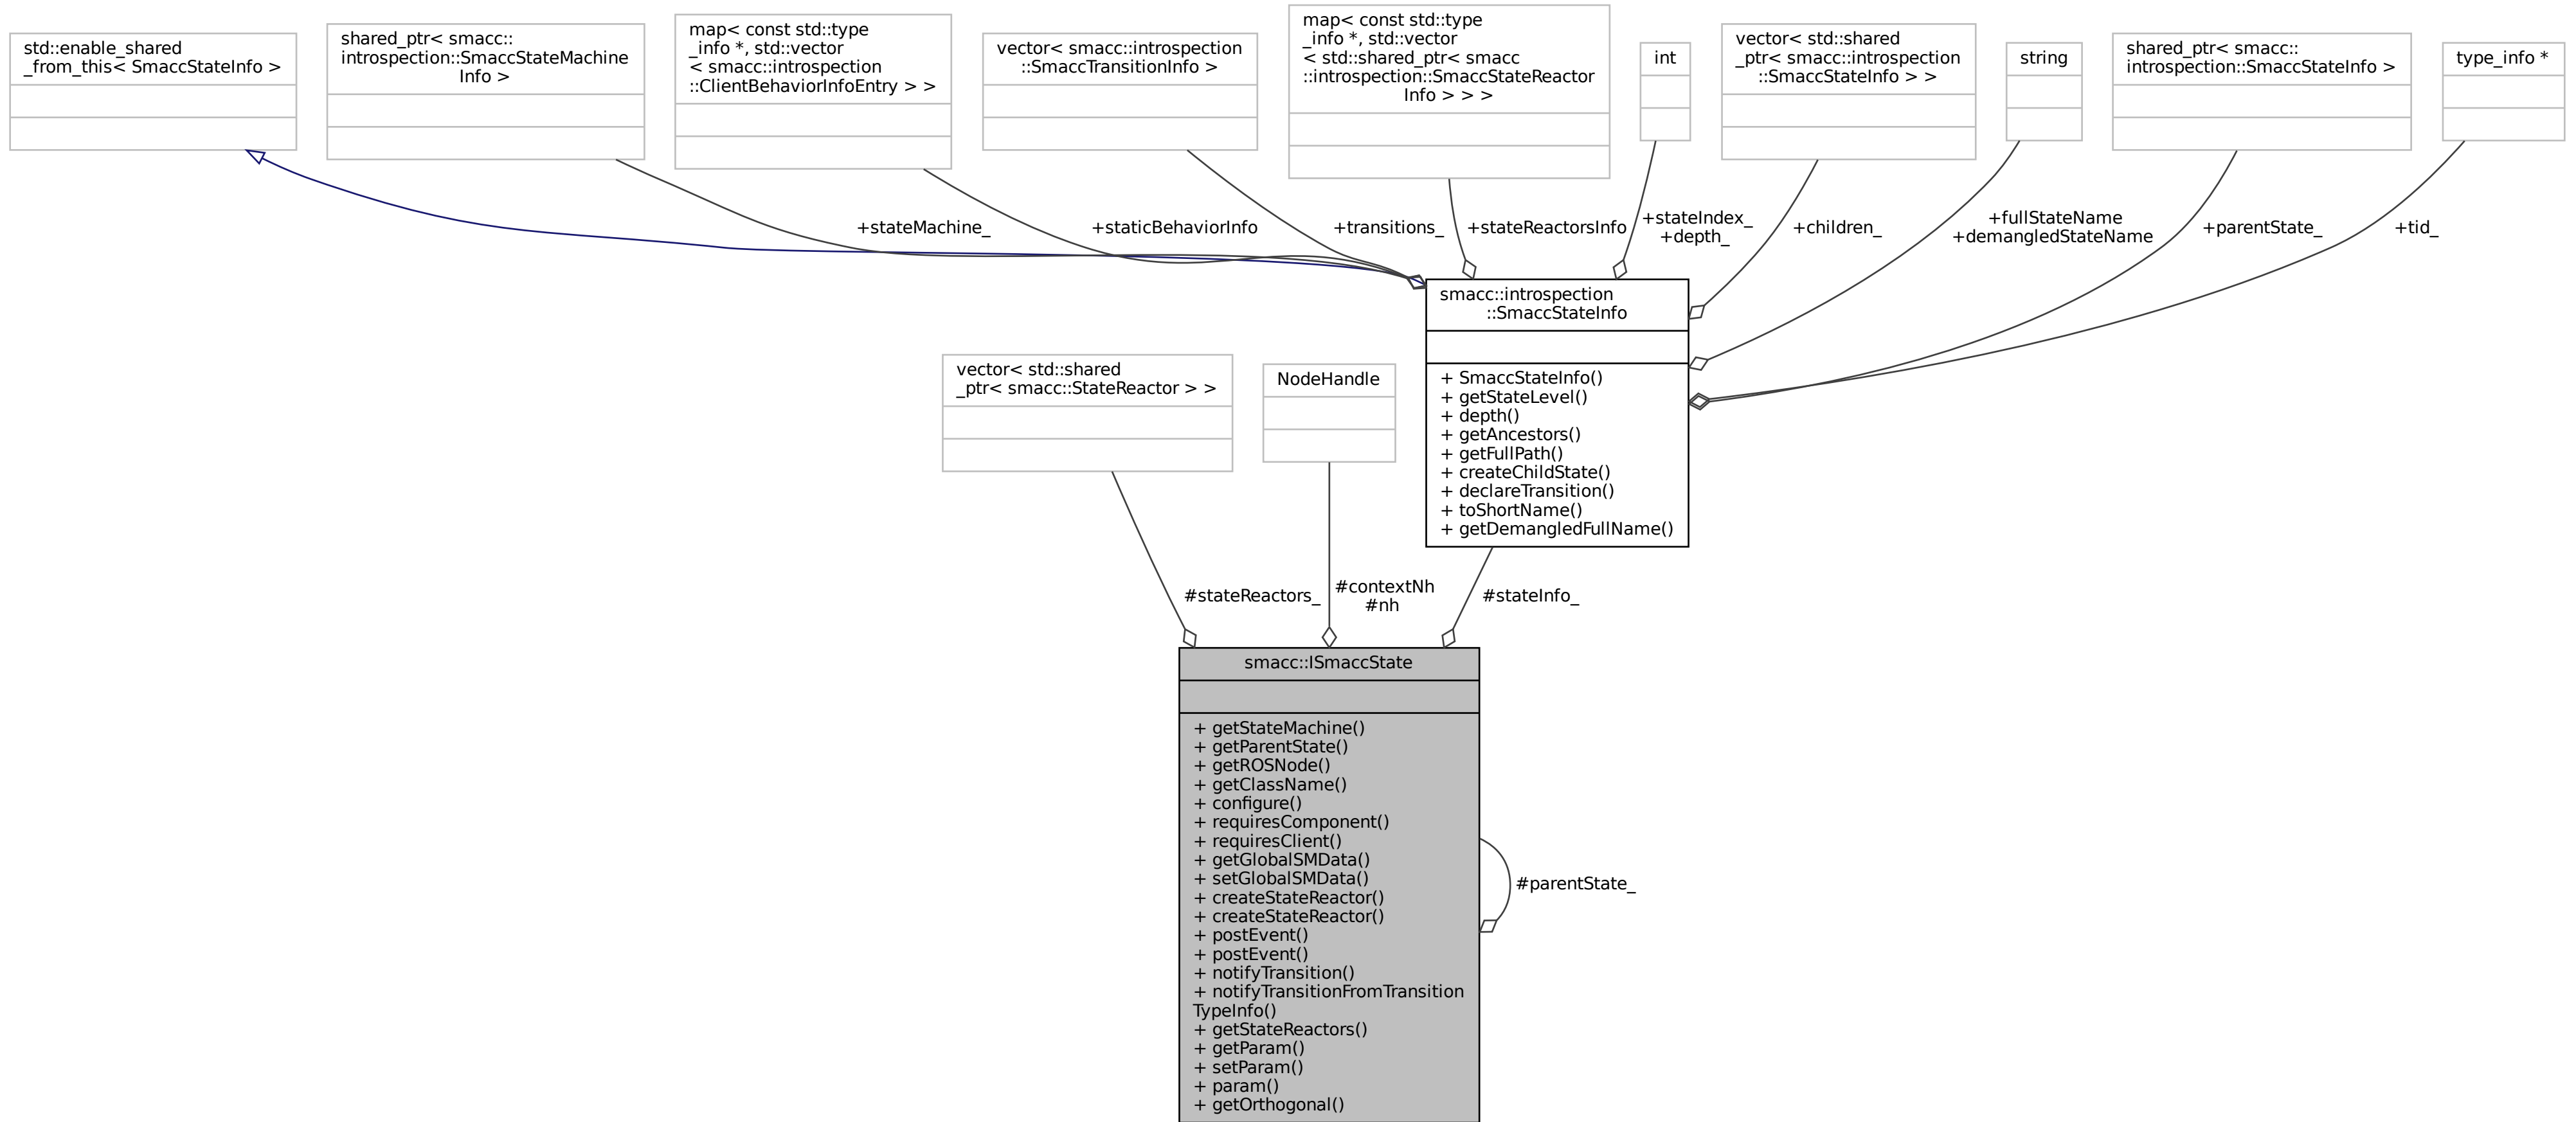 std::enable_shared
_from_this< SmaccStateInfo >
shared_ptr< smacc::
introspection::SmaccStateMachine
Info >
map< const std::type
_info *, std::vector
< smacc::introspection
::ClientBehaviorInfoEntry > >
vector< smacc::introspection
::SmaccTransitionInfo >
map< const std::type
_info *, std::vector
< std::shared_ptr< smacc
::introspection::SmaccStateReactor
Info > > >
int
vector< std::shared
_ptr< smacc::introspection
::SmaccStateInfo > >
string
shared_ptr< smacc::
introspection::SmaccStateInfo >
type_info *
+stateMachine_
+staticBehaviorInfo
+transitions_
+stateReactorsInfo
+stateIndex_
+depth_
+children_
+fullStateName
+demangledStateName
+parentState_
+tid_
smacc::introspection
::SmaccStateInfo
+ SmaccStateInfo()
+ getStateLevel()
+ depth()
+ getAncestors()
+ getFullPath()
+ createChildState()
+ declareTransition()
+ toShortName()
+ getDemangledFullName()
vector< std::shared
_ptr< smacc::StateReactor > >
NodeHandle
#stateReactors_
#contextNh
#nh
#stateInfo_
smacc::ISmaccState
+ getStateMachine()
+ getParentState()
+ getROSNode()
+ getClassName()
+ configure()
+ requiresComponent()
+ requiresClient()
+ getGlobalSMData()
+ setGlobalSMData()
+ createStateReactor()
+ createStateReactor()
+ postEvent()
+ postEvent()
+ notifyTransition()
+ notifyTransitionFromTransition
TypeInfo()
+ getStateReactors()
+ getParam()
+ setParam()
+ param()
+ getOrthogonal()
#parentState_